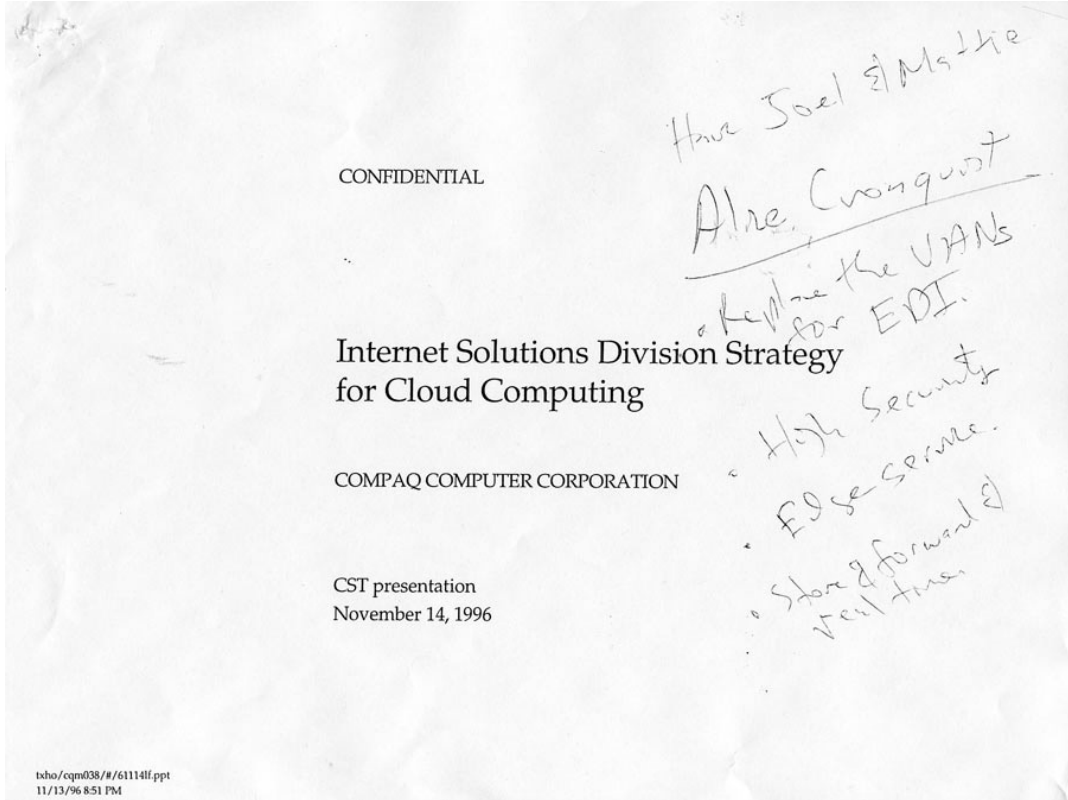 CONFIDENTIAL
Internet Solutions Division Strategy
for Cloud Computing
COMPAQ COMPUTER CORPORATION
CST presentation
November 14, 1996
txho/cqm038/#/61114lf.ppt
11/13/96 8:51 PM
Have Joel & Mattie
Cronquist
• Replace the VANs
for EDI.
• High Security
• Edge service.
• Store & forward &
real time.